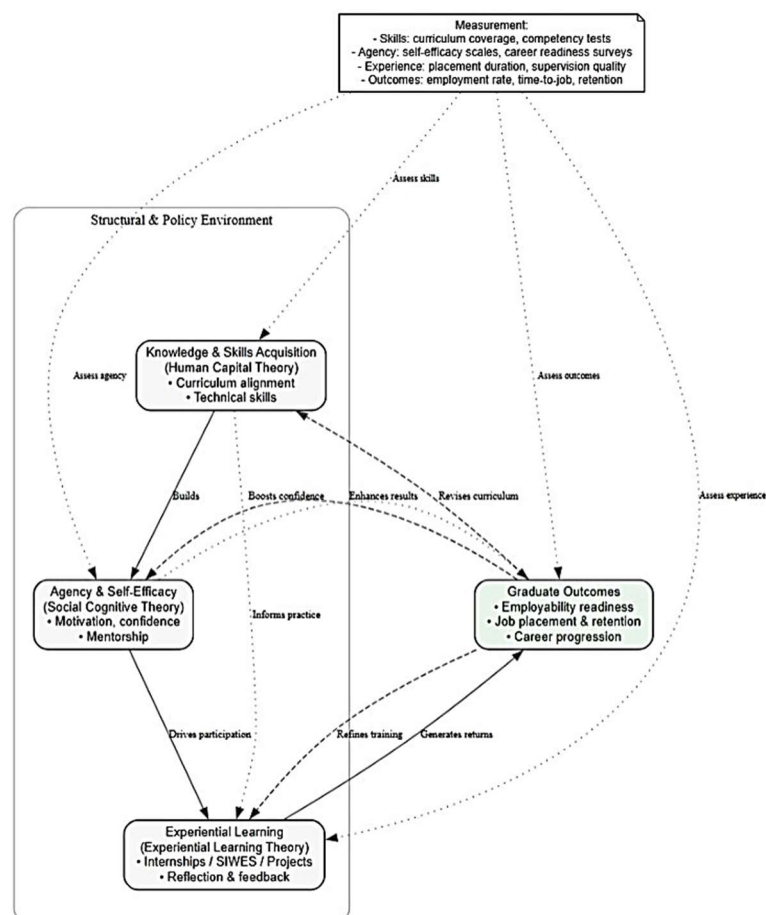 Measurement:
- Skills: curriculum coverage, competency tests
- Agency: self-efficacy scales, career readiness surveys
- Experience: placement duration, supervision quality
- Outcomes: employment rate, time-to-job, retention
Assess skills
Structural & Policy Environment
Knowledge & Skills Acquisition
(Human Capital Theory)
• Curriculum alignment
• Technical skills
Assess agency
Assess outcomes
Builds
Boosts confidence
Enhances results
Revises curriculum
Assess experience
Agency & Self-Efficacy
(Social Cognitive Theory)
• Motivation, confidence
• Mentorship
Informs practice
Graduate Outcomes
• Employability readiness
• Job placement & retention
• Career progression
Drives participation
Refines training
Generates returns
Experiential Learning
(Experiential Learning Theory)
• Internships / SIWES / Projects
• Reflection & feedback